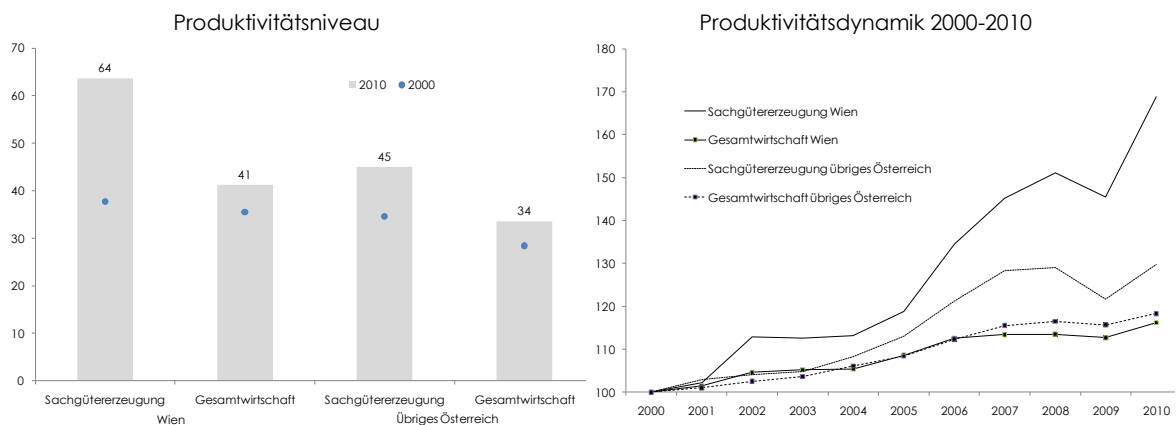 Produktivitätsniveau
70
60
50
40
30
20
10
0
64
41
45
34
2010
2000
Sachgütererzeugung
Gesamtwirtschaft
Sachgütererzeugung
Gesamtwirtschaft
Wien
Übriges Österreich
Produktivitätsdynamik 2000-2010
180
170
160
150
140
130
120
110
100
Sachgütererzeugung Wien
Gesamtwirtschaft Wien
Sachgütererzeugung übriges Österreich
Gesamtwirtschaft übriges Österreich
2000 2001 2002 2003 2004 2005 2006 2007 2008 2009 2010